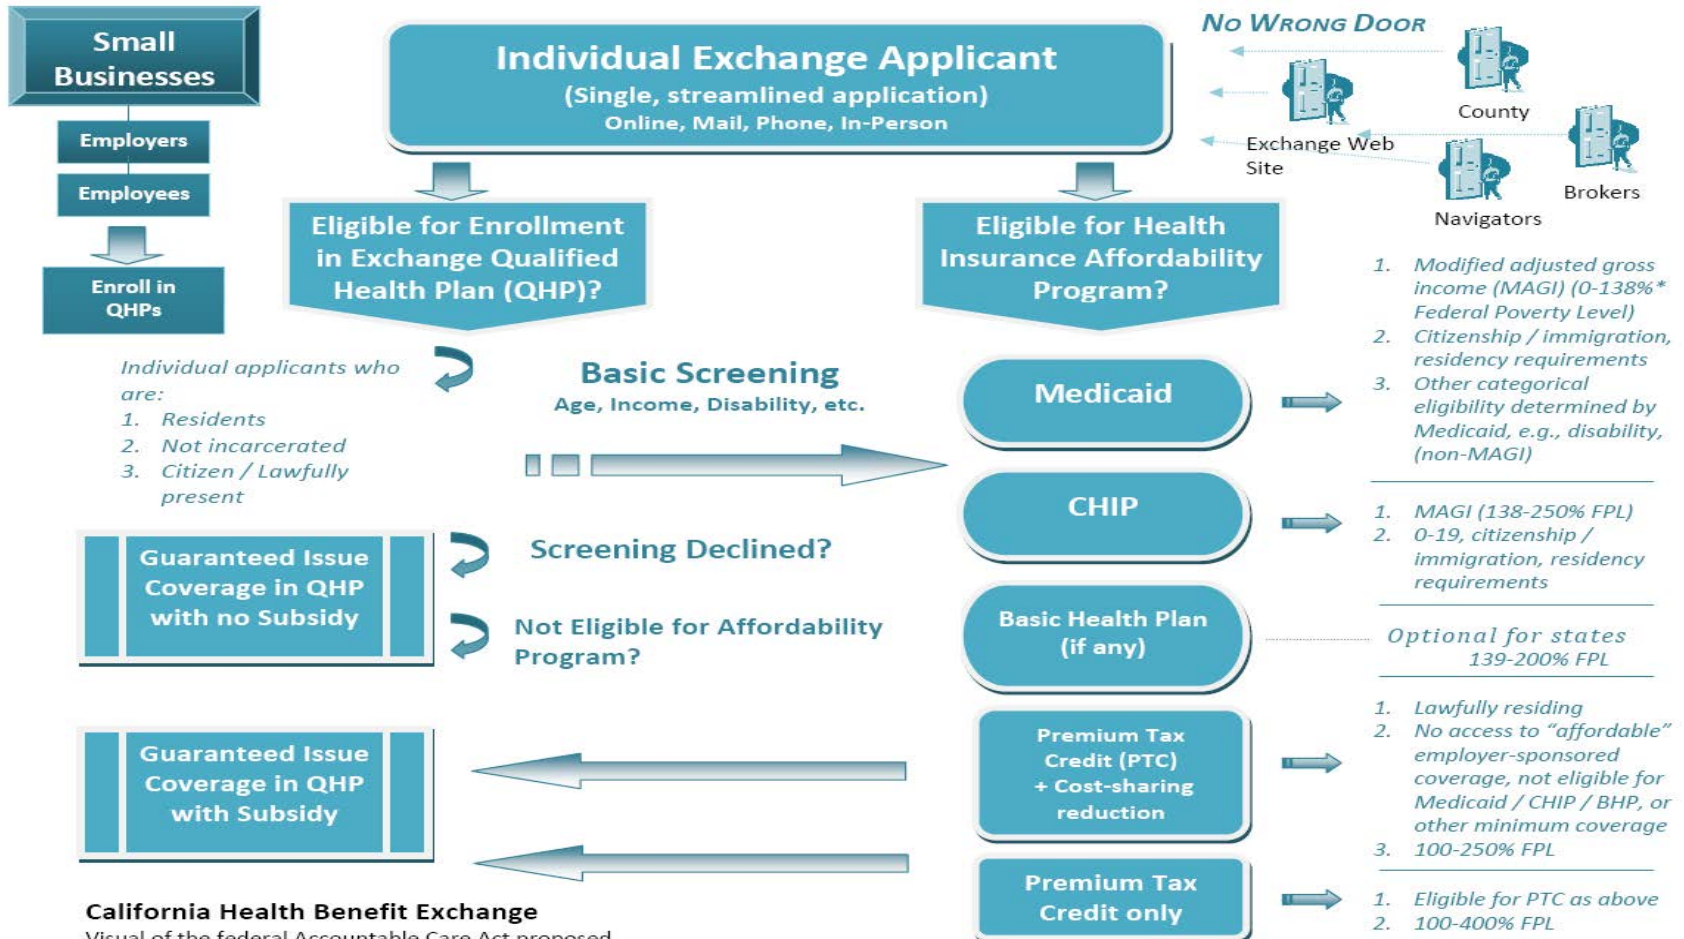 Small
Businesses
Employers
Employees
Enroll in
QHPs
Individual Exchange Applicant
(Single, streamlined application)
Online, Mail, Phone, In-Person
NO WRONG DOOR
County
Exchange Web
Site
Brokers
Navigators
Eligible for Enrollment
in Exchange Qualified
Health Plan (QHP)?
Eligible for Health
Insurance Affordability
Program?
Individual applicants who
are:
1. Residents
2. Not incarcerated
3. Citizen / Lawfully
present
Basic Screening
Age, Income, Disability, etc.
Screening Declined?
Not Eligible for Affordability
Program?
Guaranteed Issue
Coverage in QHP
with no Subsidy
Guaranteed Issue
Coverage in QHP
with Subsidy
Medicaid
1. Modified adjusted gross
income (MAGI) (0-138%*
Federal Poverty Level)
2. Citizenship / immigration,
residency requirements
3. Other categorical
eligibility determined by
Medicaid, e.g., disability,
(non-MAGI)
CHIP
1. MAGI (138-250% FPL)
2. 0-19, citizenship /
immigration, residency
requirements
Basic Health Plan
(if any)
Optional for states
139-200% FPL
Premium Tax
Credit (PTC)
+ Cost-sharing
reduction
1. Lawfully residing
2. No access to “affordable”
employer-sponsored
coverage, not eligible for
Medicaid / CHIP / BHP, or
other minimum coverage
3. 100-250% FPL
Premium Tax
Credit only
1. Eligible for PTC as above
2. 100-400% FPL
California Health Benefit Exchange
Visual of the federal Accountable Care Act proposed